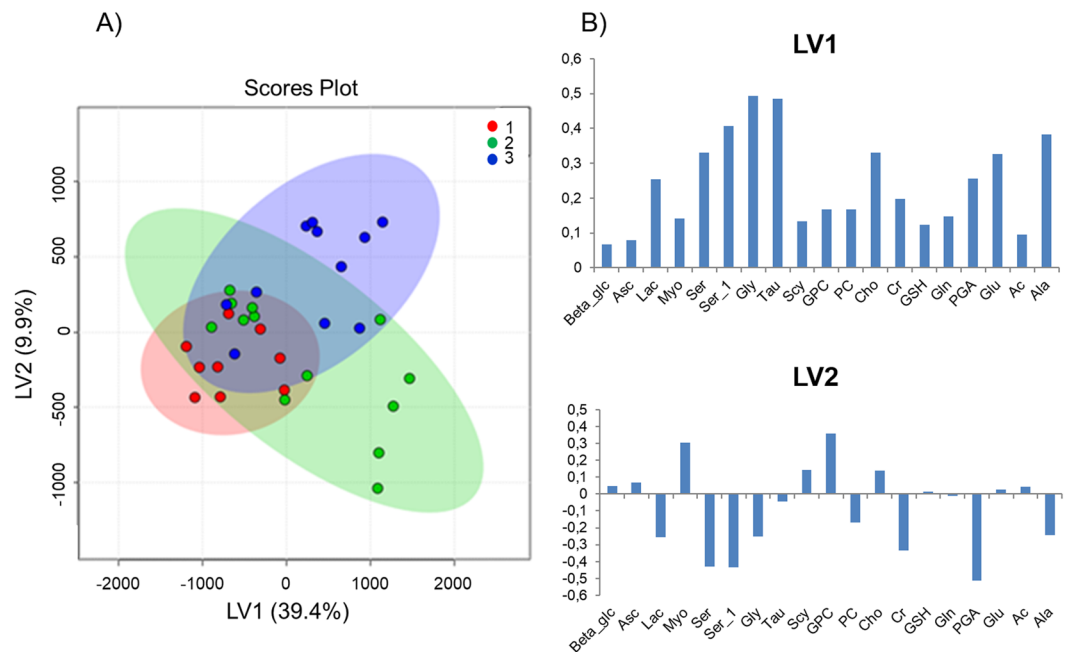 A)
Scores Plot
1
2
3
LV2 (9.9%)
1000
500
0
-500
-1000
-2000 -1000 0 1000 2000
LV1 (39.4%)
B)
LV1
0,6
0,5
0,4
0,3
0,2
0,1
0
Beta_glc Asc Lac Myo Ser Ser_1 Gly Tau Scy GPC PC Cho Cr GSH Gln PGA Glu Ac Ala
LV2
0,5
0,4
0,3
0,2
0,1
0
-0,1
-0,2
-0,3
-0,4
-0,5
-0,6
Beta_glc Asc Lac Myo Ser Ser_1 Gly Tau Scy GPC PC Cho Cr GSH Gln PGA Glu Ac Ala